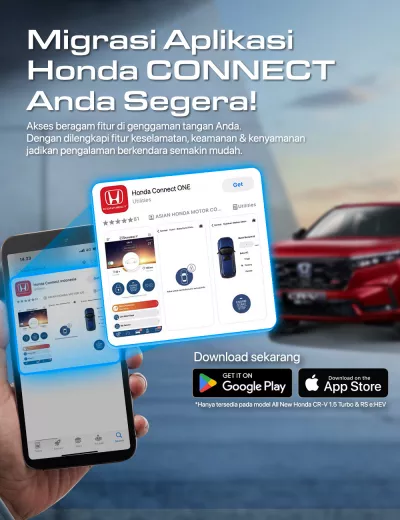 Migrasi Aplikasi
Honda CONNECT
Anda Segera!
Akses beragam fitur di genggaman tangan Anda.
Dengan dilengkapi fitur keselamatan, keamanan & kenyamanan
jadikan pengalaman berkendara semakin mudah.
Honda Connect ONE
Utilities
Get
ASIAN HONDA MOTOR CO...
Utilities
Download sekarang
GET IT ON
Google Play
Download on the
App Store
*Hanya tersedia pada model All New Honda CR-V 1.5 Turbo & RS e:HEV